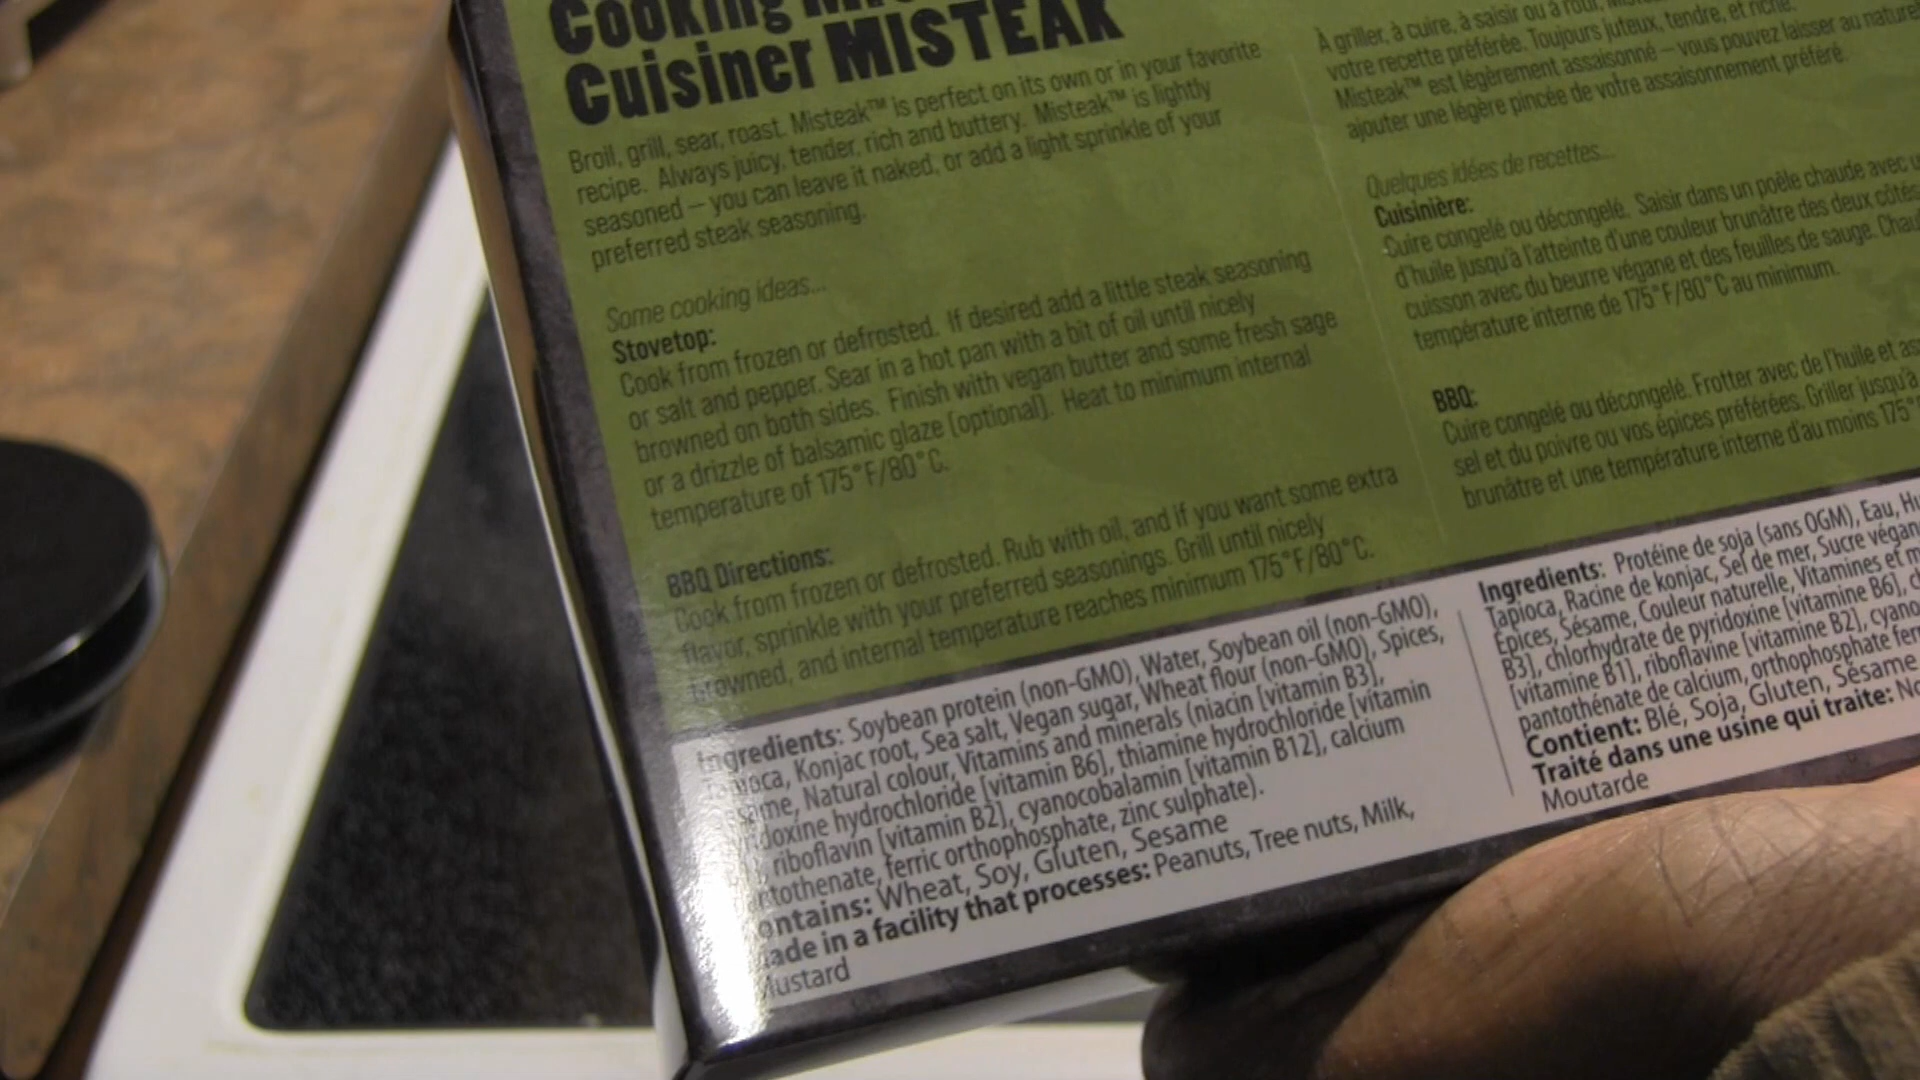 Cooking
Cuisiner MISTEAK
Broil, grill, sear, roast. Misteak™ is perfect on its own or in your favorite
recipe. Always juicy, tender, rich and buttery. Misteak™ is lightly
seasoned – you can leave it naked, or add a light sprinkle of your
preferred steak seasoning.
Some cooking ideas...
Stovetop:
Cook from frozen or defrosted. If desired add a little steak seasoning
or salt and pepper. Sear in a hot pan with a bit of oil until nicely
browned on both sides. Finish with vegan butter and some fresh sage
or a drizzle of balsamic glaze [optional]. Heat to minimum internal
temperature of 175°F/80°C.
BBQ Directions:
Cook from frozen or defrosted. Rub with oil, and if you want some extra
flavor, sprinkle with your preferred seasonings. Grill until nicely
browned, and internal temperature reaches minimum 175°F/80°C.
Ingredients: Soybean protein (non-GMO), Water, Soybean oil (non-GMO),
Konjac root, Sea salt, Vegan sugar, Wheat flour (non-GMO), Spices,
Natural colour, Vitamins and minerals (niacin [vitamin B3],
hydrochloride [vitamin B6], thiamine hydrochloride [vitamin
riboflavin [vitamin B2], cyanocobalamin [vitamin B12], calcium
ferric orthophosphate, zinc sulphate).
Wheat, Soy, Gluten, Sesame
in a facility that processes: Peanuts, Tree nuts, Milk,
Mustard
À griller, à cuire, à saisir ou à rôtir,
votre recette préférée. Toujours juteux, tendre, et riche.
Misteak™ est légèrement assaisonné – vous pouvez laisser au naturel
ajouter une légère pincée de votre assaisonnement préféré.
Quelques idées de recettes...
Cuisinière:
Cuire congelé ou décongelé. Saisir dans un poêle chaude avec
d'huile jusqu'à l'atteinte d'une couleur brunâtre des deux côtés
cuisson avec du beurre végane et des feuilles de sauge.
température interne de 175°F/80°C au minimum.
BBQ:
Cuire congelé ou décongelé. Frotter avec de l'huile et
sel et du poivre ou vos épices préférées. Griller jusqu'à
brunâtre et une température interne d'au moins 175°
Ingredients: Protéine de soja (sans OGM), Eau,
Tapioca, Racine de konjac, Sel de mer, Sucre végan
Épices, Sésame, Couleur naturelle, Vitamines et
B3], chlorhydrate de pyridoxine [vitamine B6],
[vitamine B1], riboflavine [vitamine B2],
pantothénate de calcium, orthophosphate
Contient: Blé, Soja, Gluten, Sésame
Traité dans une usine qui traite:
Moutarde